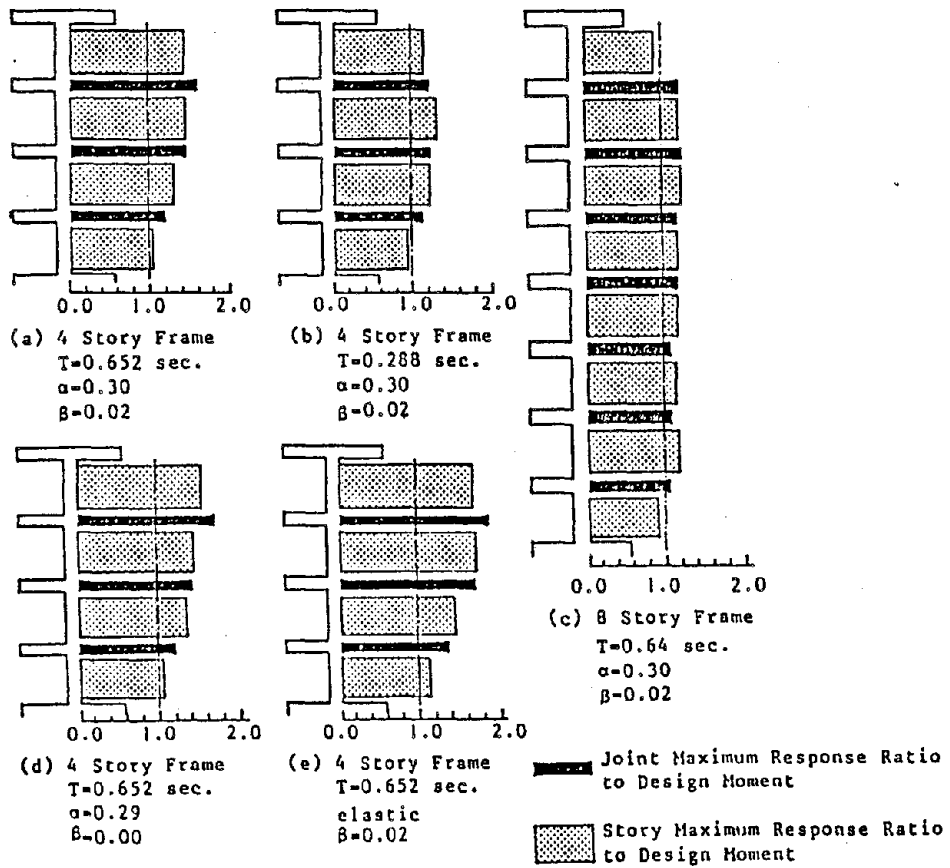 0.0 1.0 2.0
(a) 4 Story Frame
T=0.652 sec.
α=0.30
β=0.02
0.0 1.0 2.0
(b) 4 Story Frame
T=0.288 sec.
α=0.30
β=0.02
0.0 1.0 2.0
(c) 8 Story Frame
T=0.64 sec.
α=0.30
β=0.02
0.0 1.0 2.0
(d) 4 Story Frame
T=0.652 sec.
α=0.29
β=0.00
0.0 1.0 2.0
(e) 4 Story Frame
T=0.652 sec.
elastic
β=0.02
Joint Maximum Response Ratio
to Design Moment
Story Maximum Response Ratio
to Design Moment